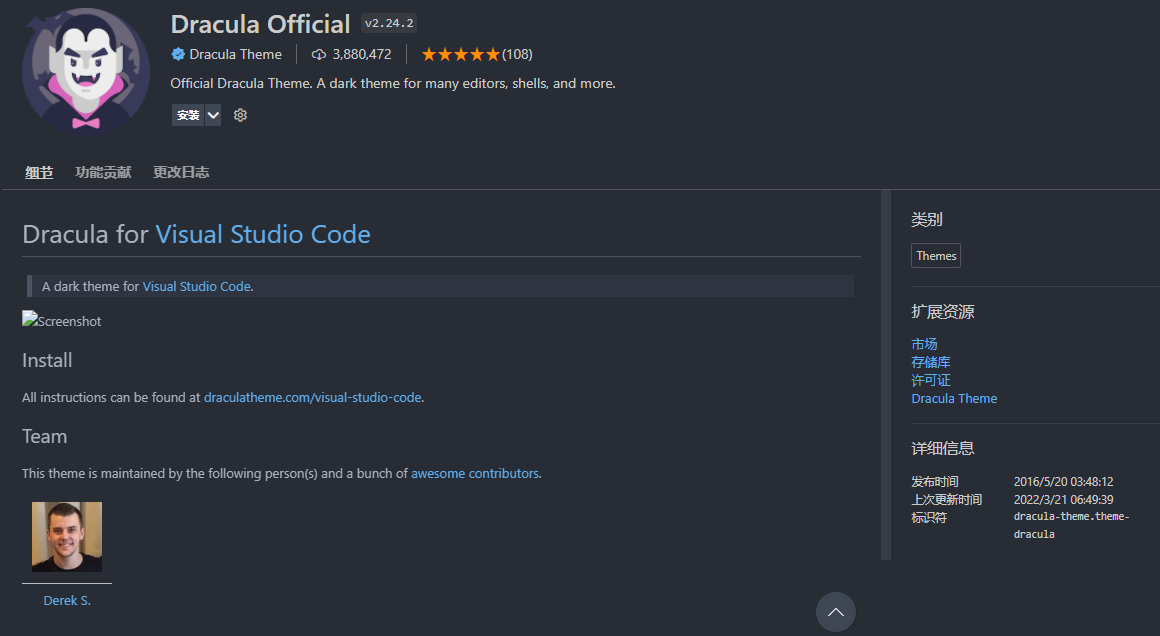 Dracula Official v2.24.2
Dracula Theme 3,880,472 (108)
Official Dracula Theme. A dark theme for many editors, shells, and more.
安装
细节 功能贡献 更改日志
Dracula for Visual Studio Code
A dark theme for Visual Studio Code.
Screenshot
Install
All instructions can be found at draculatheme.com/visual-studio-code.
Team
This theme is maintained by the following person(s) and a bunch of awesome contributors.
Derek S.
类别
Themes
扩展资源
市场
存储库
许可证
Dracula Theme
详细信息
发布时间 2016/5/20 03:48:12
上次更新时间 2022/3/21 06:49:39
标识符 dracula-theme.theme-
dracula